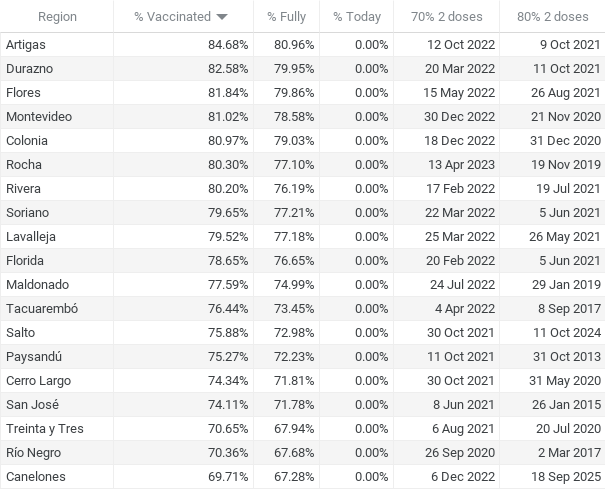 Region % Vaccinated % Fully % Today 70% 2 doses 80% 2 doses
Artigas 84.68% 80.96% 0.00% 12 Oct 2022 9 Oct 2021
Durazno 82.58% 79.95% 0.00% 20 Mar 2022 11 Oct 2021
Flores 81.84% 79.86% 0.00% 15 May 2022 26 Aug 2021
Montevideo 81.02% 78.58% 0.00% 30 Dec 2022 21 Nov 2020
Colonia 80.97% 79.03% 0.00% 18 Dec 2022 31 Dec 2020
Rocha 80.30% 77.10% 0.00% 13 Apr 2023 19 Nov 2019
Rivera 80.20% 76.19% 0.00% 17 Feb 2022 19 Jul 2021
Soriano 79.65% 77.21% 0.00% 22 Mar 2022 5 Jun 2021
Lavalleja 79.52% 77.18% 0.00% 25 Mar 2022 26 May 2021
Florida 78.65% 76.65% 0.00% 20 Feb 2022 5 Jun 2021
Maldonado 77.59% 74.99% 0.00% 24 Jul 2022 29 Jan 2019
Tacuarembó 76.44% 73.45% 0.00% 4 Apr 2022 8 Sep 2017
Salto 75.88% 72.98% 0.00% 30 Oct 2021 11 Oct 2024
Paysandú 75.27% 72.23% 0.00% 11 Oct 2021 31 Oct 2013
Cerro Largo 74.34% 71.81% 0.00% 30 Oct 2021 31 May 2020
San José 74.11% 71.78% 0.00% 8 Jun 2021 26 Jan 2015
Treinta y Tres 70.65% 67.94% 0.00% 6 Aug 2021 20 Jul 2020
Río Negro 70.36% 67.68% 0.00% 26 Sep 2020 2 Mar 2017
Canelones 69.71% 67.28% 0.00% 6 Dec 2022 18 Sep 2025